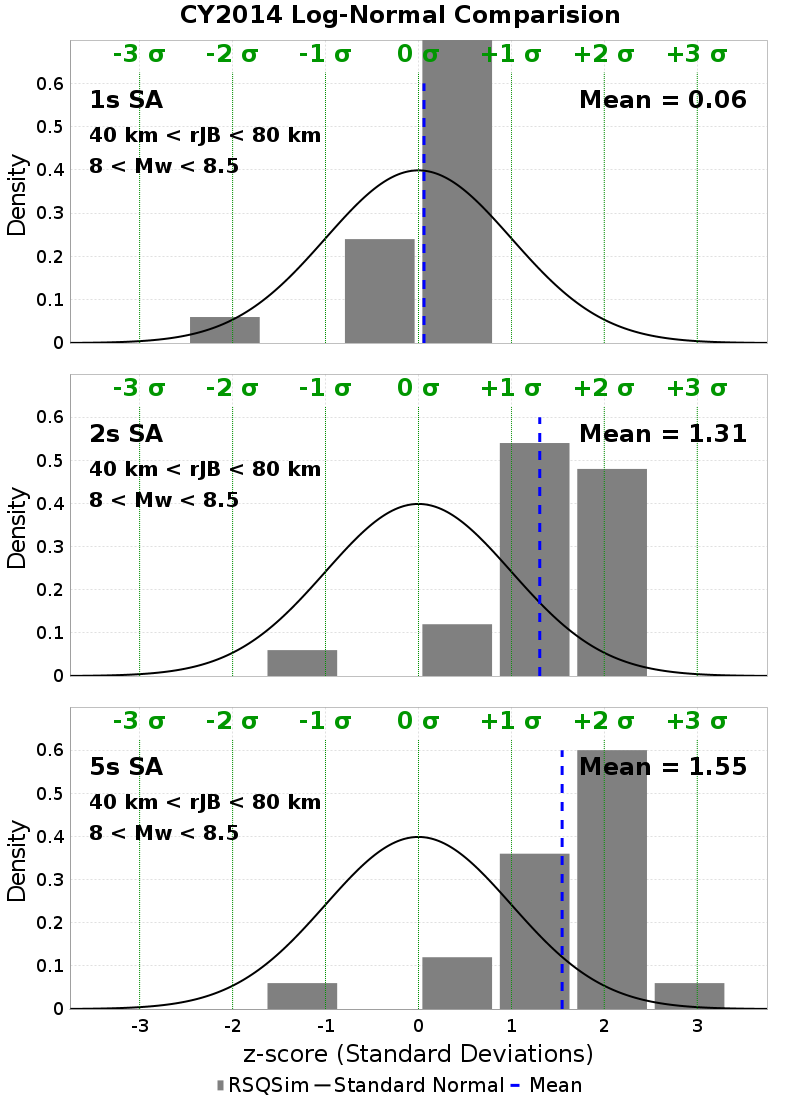 CY2014 Log-Normal Comparision
-3 σ -2 σ -1 σ 0 σ +1 σ +2 σ +3 σ
1s SA
Mean = 0.06
40 km < rJB < 80 km
8 < Mw < 8.5
Density
0.6
0.5
0.4
0.3
0.2
0.1
0
-3 σ -2 σ -1 σ 0 σ +1 σ +2 σ +3 σ
2s SA
Mean = 1.31
40 km < rJB < 80 km
8 < Mw < 8.5
Density
0.6
0.5
0.4
0.3
0.2
0.1
0
-3 σ -2 σ -1 σ 0 σ +1 σ +2 σ +3 σ
5s SA
Mean = 1.55
40 km < rJB < 80 km
8 < Mw < 8.5
Density
0.6
0.5
0.4
0.3
0.2
0.1
0
-3 -2 -1 0 1 2 3
z-score (Standard Deviations)
RSQSim Standard Normal Mean